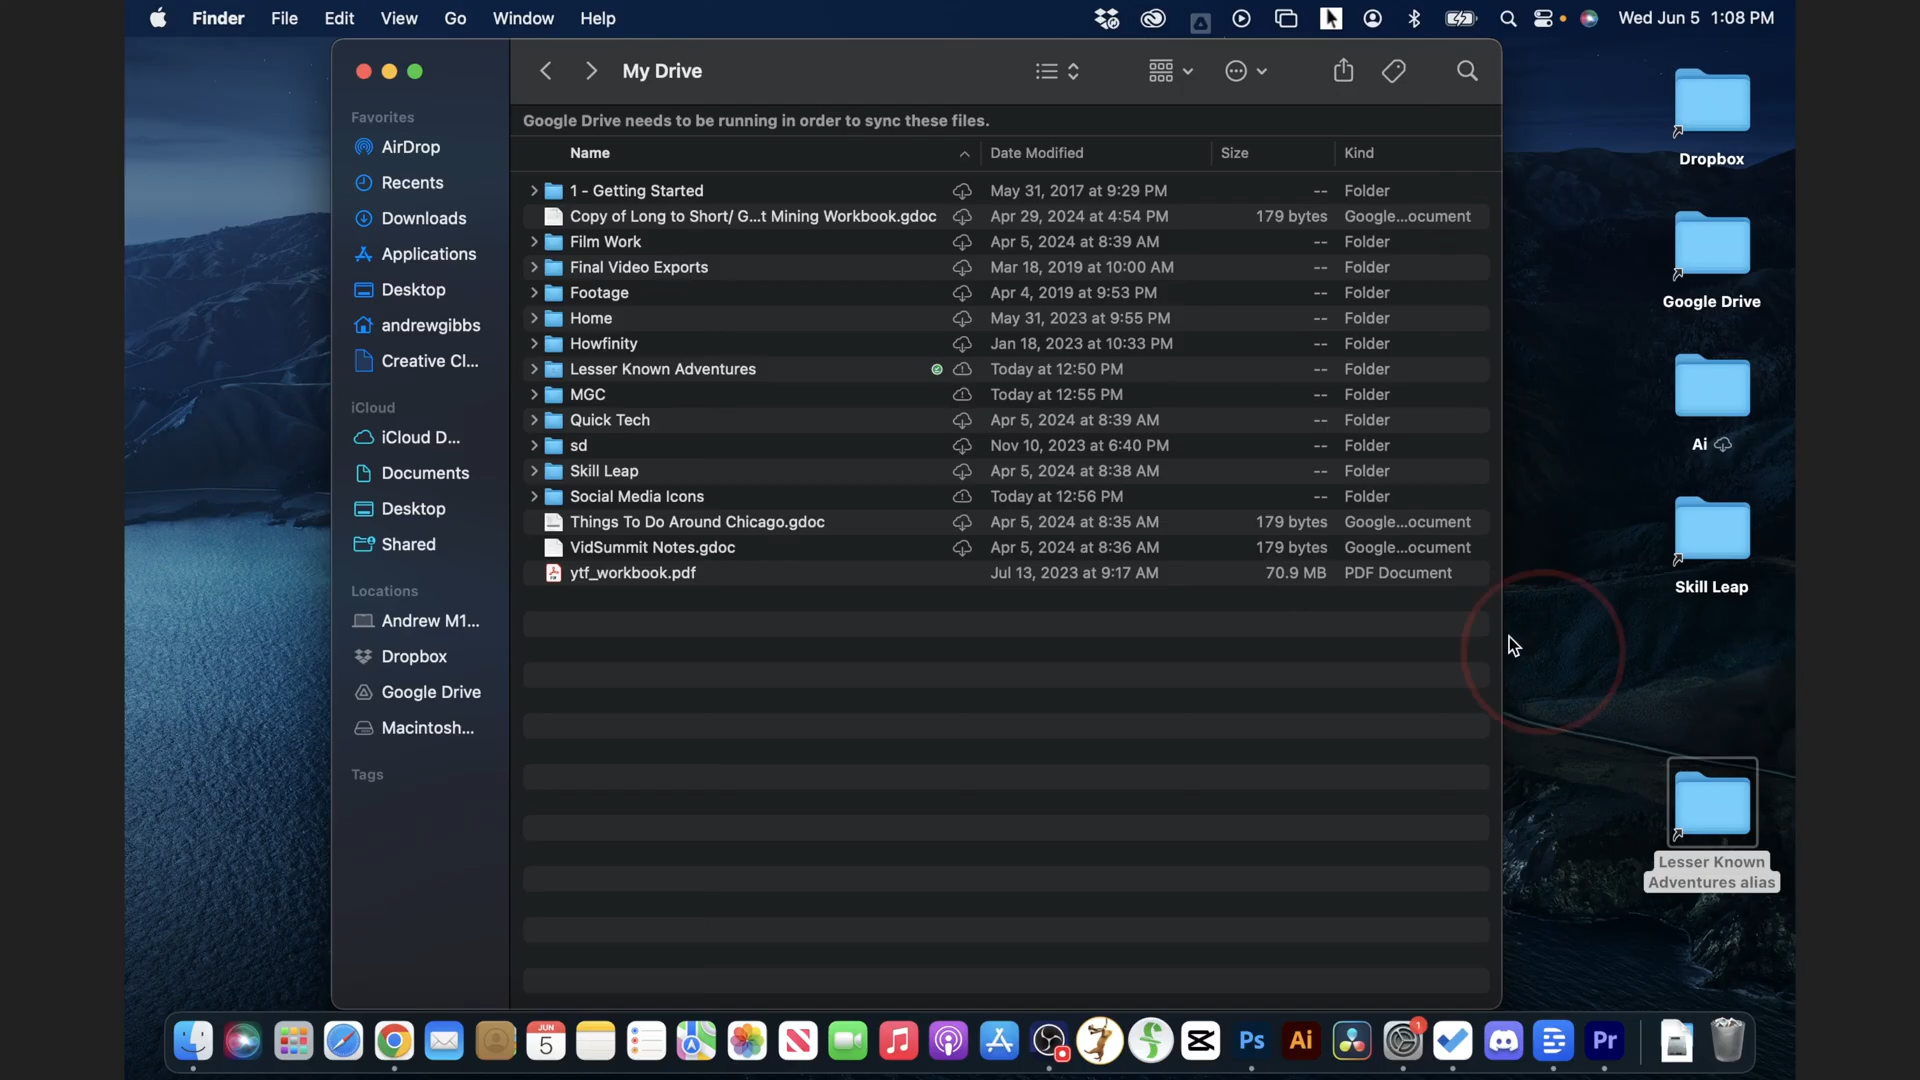 Finder File Edit View Go Window Help
Wed Jun 5 1:08 PM
My Drive
Google Drive needs to be running in order to sync these files.
Name Date Modified Size Kind
1 - Getting Started May 31, 2017 at 9:29 PM -- Folder
Copy of Long to Short/ G...t Mining Workbook.gdoc Apr 29, 2024 at 4:54 PM 179 bytes Google...ocument
Film Work Apr 5, 2024 at 8:39 AM -- Folder
Final Video Exports Mar 18, 2019 at 10:00 AM -- Folder
Footage Apr 4, 2019 at 9:53 PM -- Folder
Home May 31, 2023 at 9:55 PM -- Folder
Howfinity Jan 18, 2023 at 10:33 PM -- Folder
Lesser Known Adventures Today at 12:50 PM -- Folder
MGC Today at 12:55 PM -- Folder
Quick Tech Apr 5, 2024 at 8:39 AM -- Folder
sd Nov 10, 2023 at 6:40 PM -- Folder
Skill Leap Apr 5, 2024 at 8:38 AM -- Folder
Social Media Icons Today at 12:56 PM -- Folder
Things To Do Around Chicago.gdoc Apr 5, 2024 at 8:35 AM 179 bytes Google...ocument
VidSummit Notes.gdoc Apr 5, 2024 at 8:36 AM 179 bytes Google...ocument
ytf_workbook.pdf Jul 13, 2023 at 9:17 AM 70.9 MB PDF Document
Favorites
AirDrop
Recents
Downloads
Applications
Desktop
andrewgibbs
Creative Cl...
iCloud
iCloud D...
Documents
Desktop
Shared
Locations
Andrew M1...
Dropbox
Google Drive
Macintosh...
Tags
Dropbox
Google Drive
Ai
Skill Leap
Lesser Known
Adventures alias
JUN
5
1
Ps
Ai
Pr